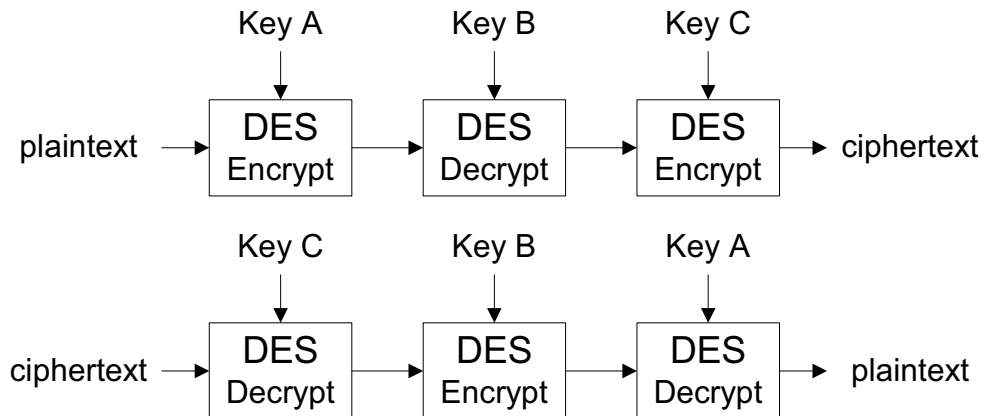 Key A Key B Key C
plaintext DES Encrypt DES Decrypt DES Encrypt ciphertext
Key C Key B Key A
ciphertext DES Decrypt DES Encrypt DES Decrypt plaintext